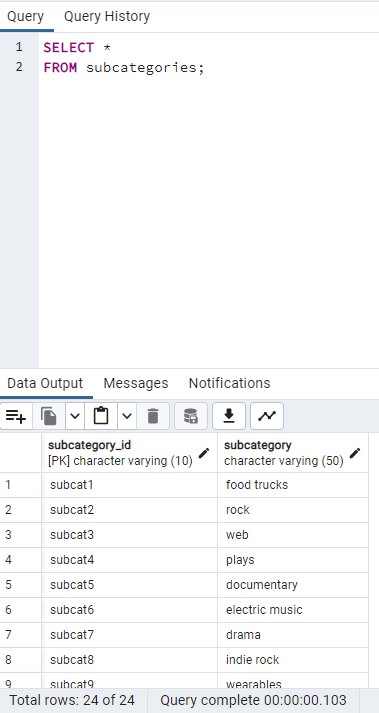 Query Query History
1 SELECT *
2 FROM subcategories;
Data Output Messages Notifications
subcategory_id subcategory
[PK] character varying (10) character varying (50)
1 subcat1 food trucks
2 subcat2 rock
3 subcat3 web
4 subcat4 plays
5 subcat5 documentary
6 subcat6 electric music
7 subcat7 drama
8 subcat8 indie rock
9 subcat9 wearables
Total rows: 24 of 24 Query complete 00:00:00.103